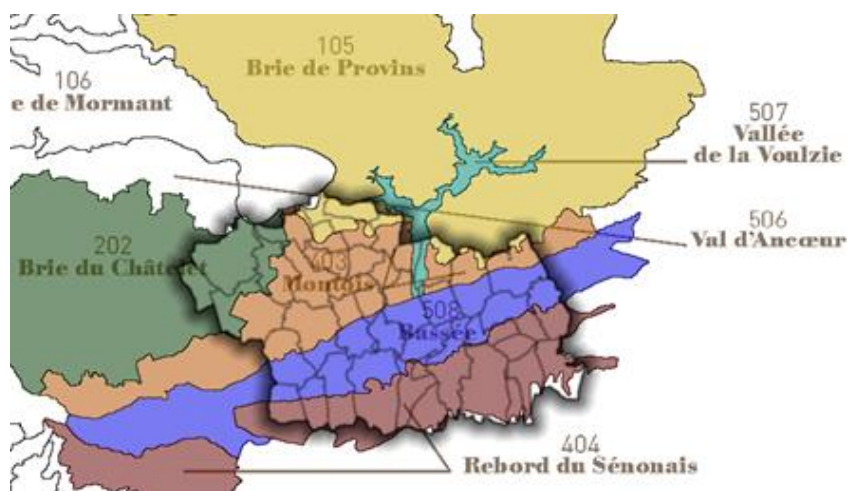 105
Brie de Provins
106
e de Mormant
507
Vallée
de la Voulzie
506
Val d'Ancœur
202
Brie du Châtelet
403
Montois
508
Bassée
404
Rebord du Sénonais